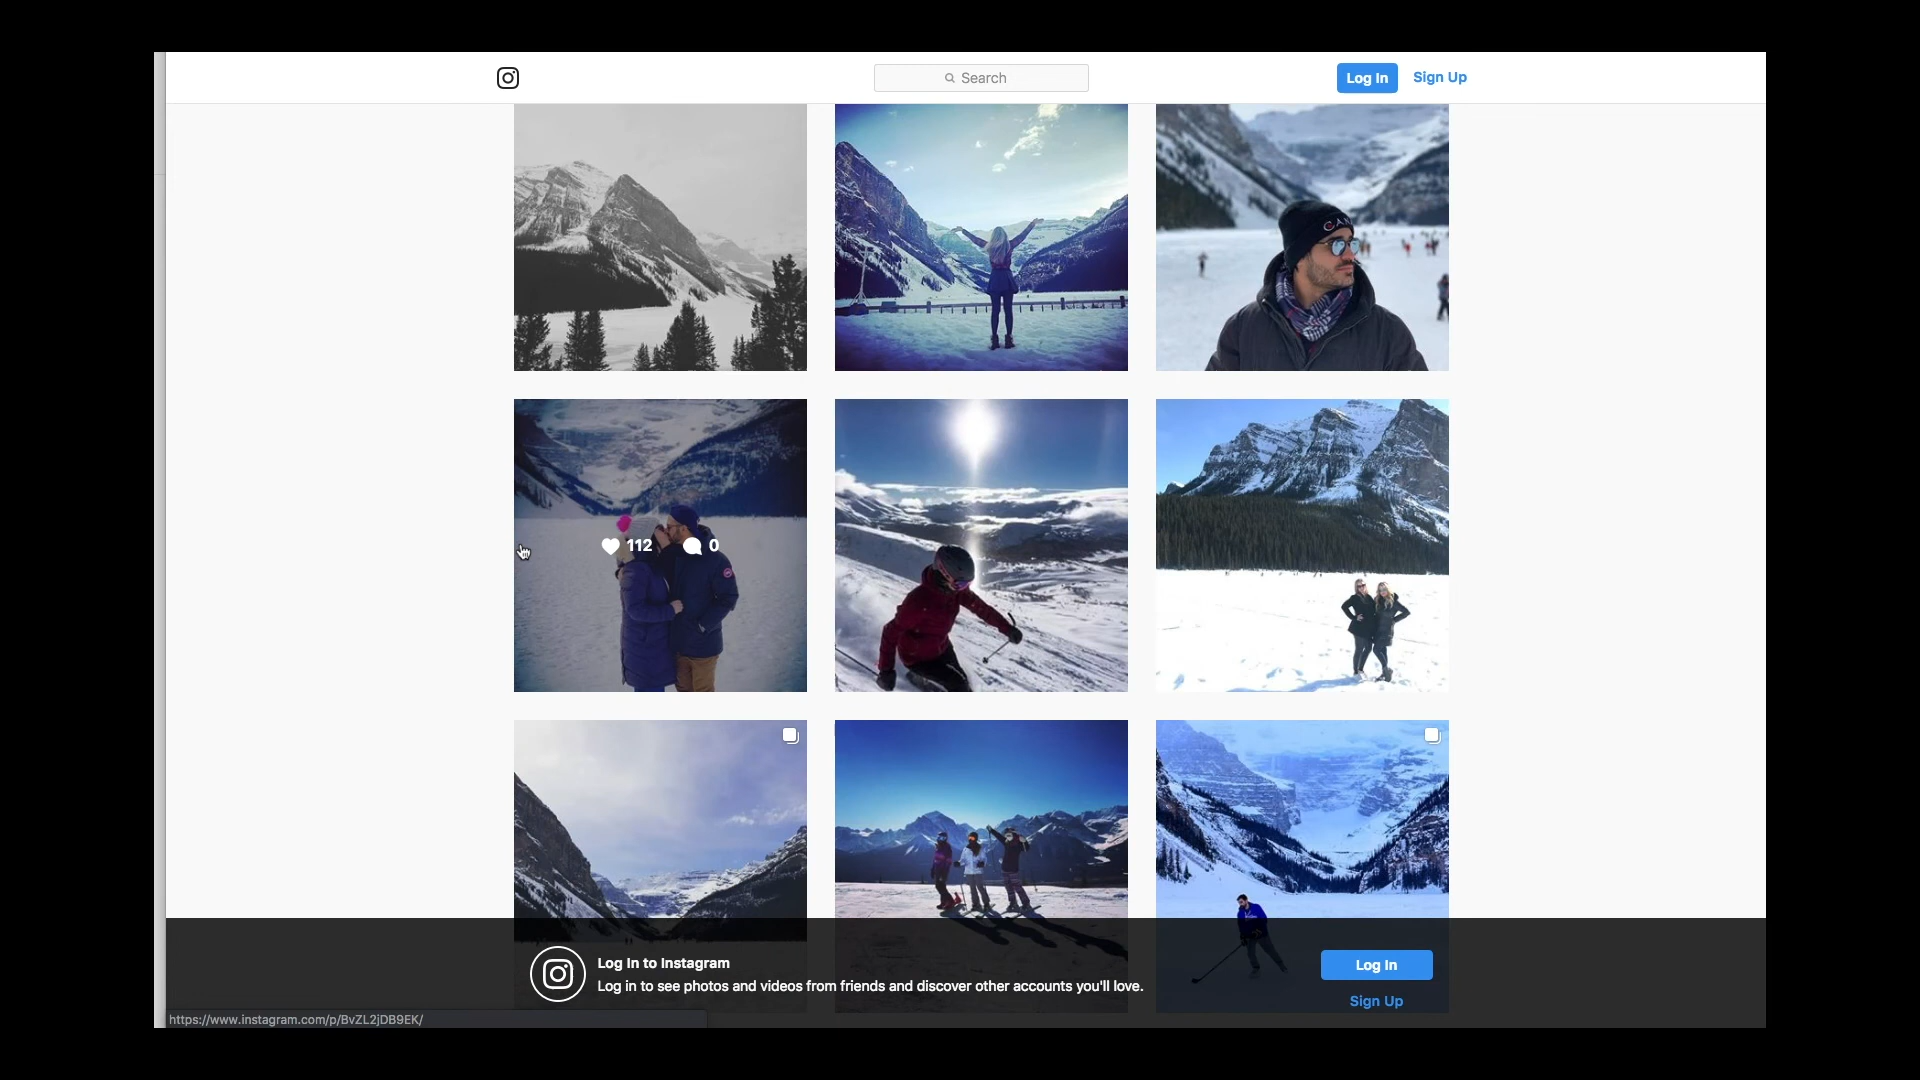 Search
Log In
Sign Up
112
0
Log In to Instagram
Log in to see photos and videos from friends and discover other accounts you'll love.
Log In
Sign Up
https://www.instagram.com/p/BvZL2jDB9EK/